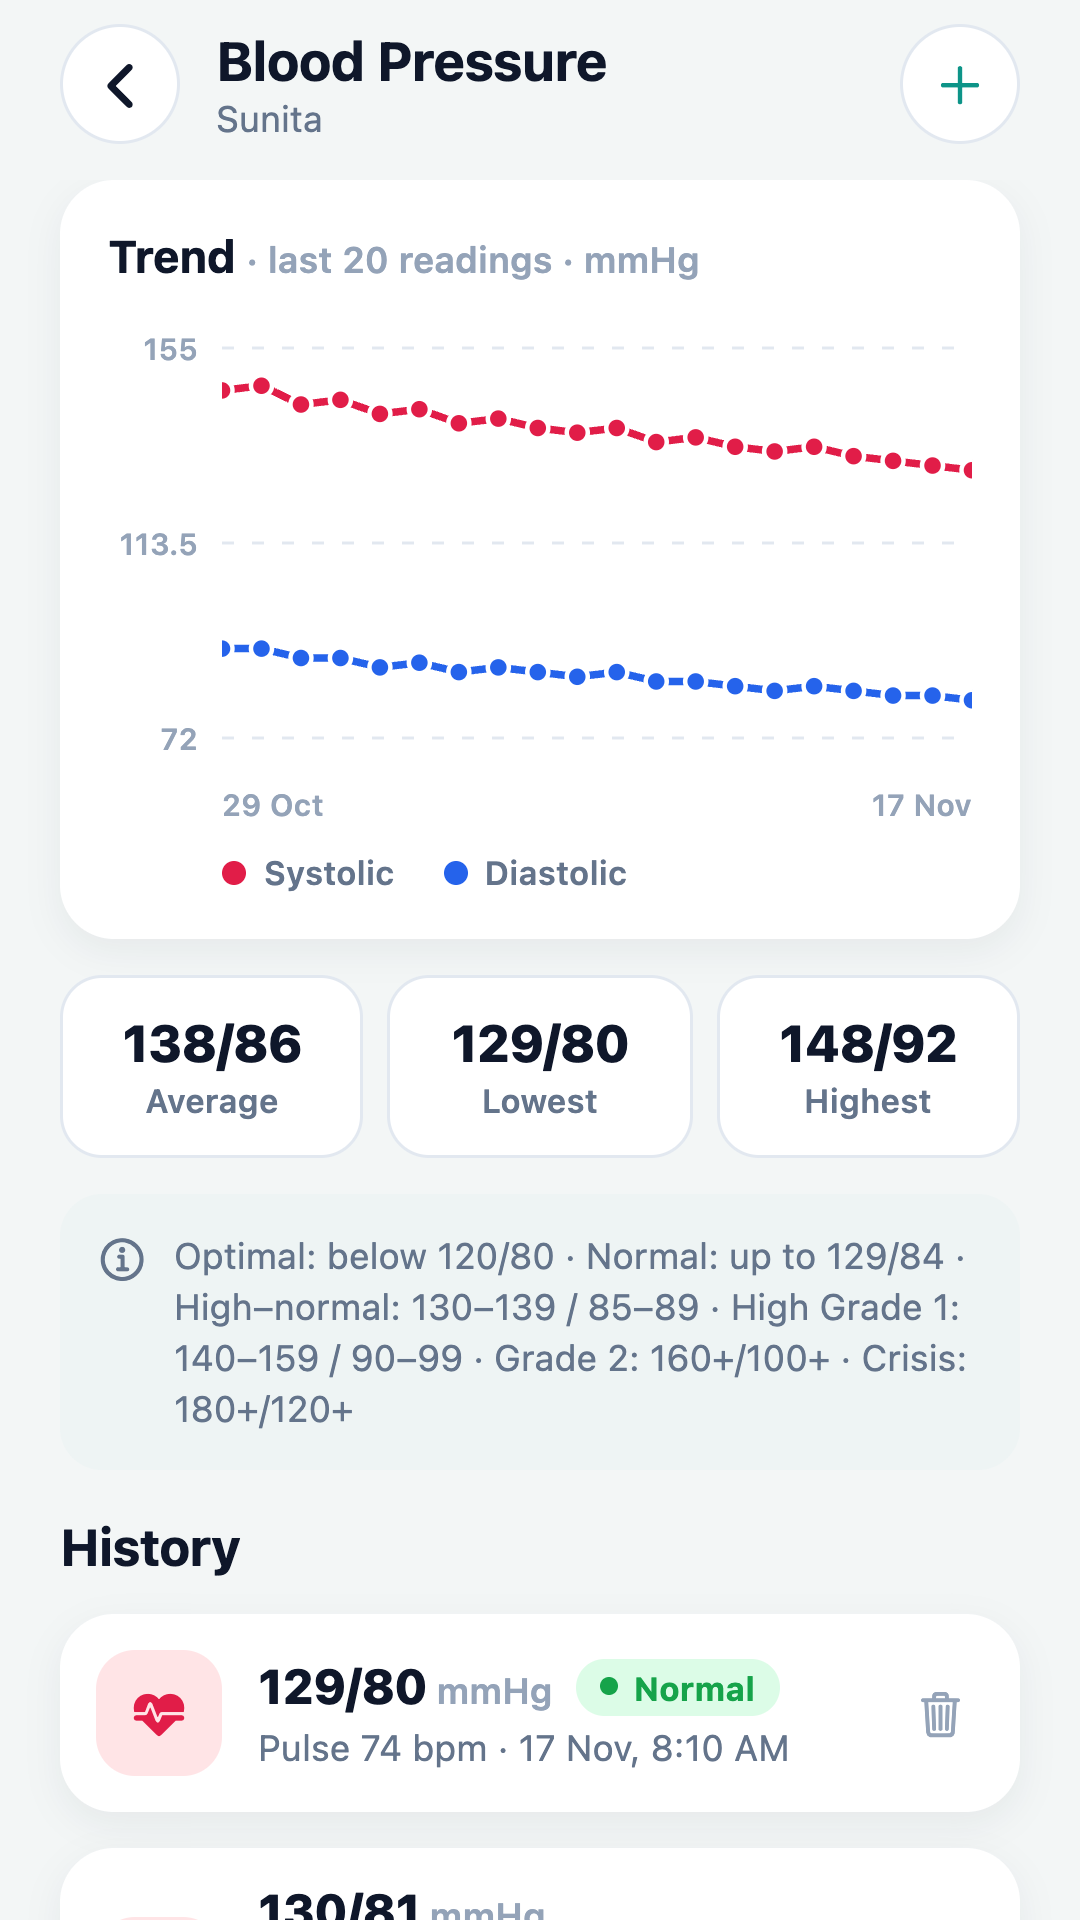 Blood Pressure
Sunita
Trend · last 20 readings · mmHg
155
113.5
72
29 Oct 17 Nov
Systolic Diastolic
138/86 129/80 148/92
Average Lowest Highest
Optimal: below 120/80 · Normal: up to 129/84 ·
High–normal: 130–139 / 85–89 · High Grade 1:
140–159 / 90–99 · Grade 2: 160+/100+ · Crisis:
180+/120+
History
129/80 mmHg Normal
Pulse 74 bpm · 17 Nov, 8:10 AM
130/81 mmHg